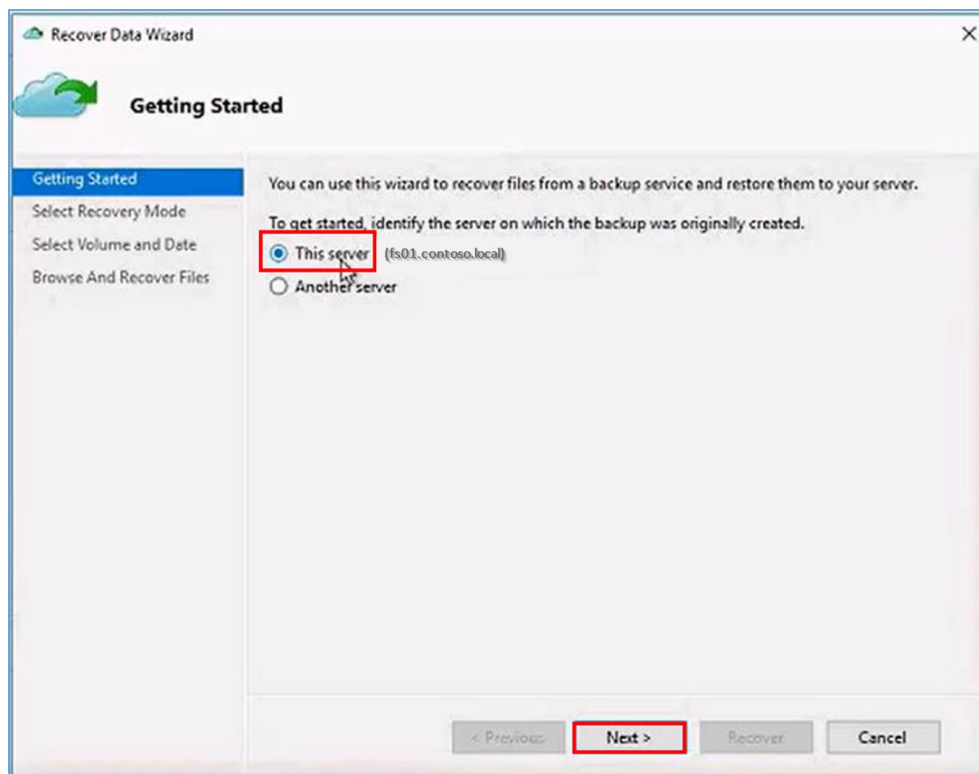 Recover Data Wizard
Getting Started
Getting Started
Select Recovery Mode
Select Volume and Date
Browse And Recover Files
You can use this wizard to recover files from a backup service and restore them to your server.
To get started, identify the server on which the backup was originally created.
This server (fs01.contoso.local)
Another server
< Previous Next > Recover Cancel